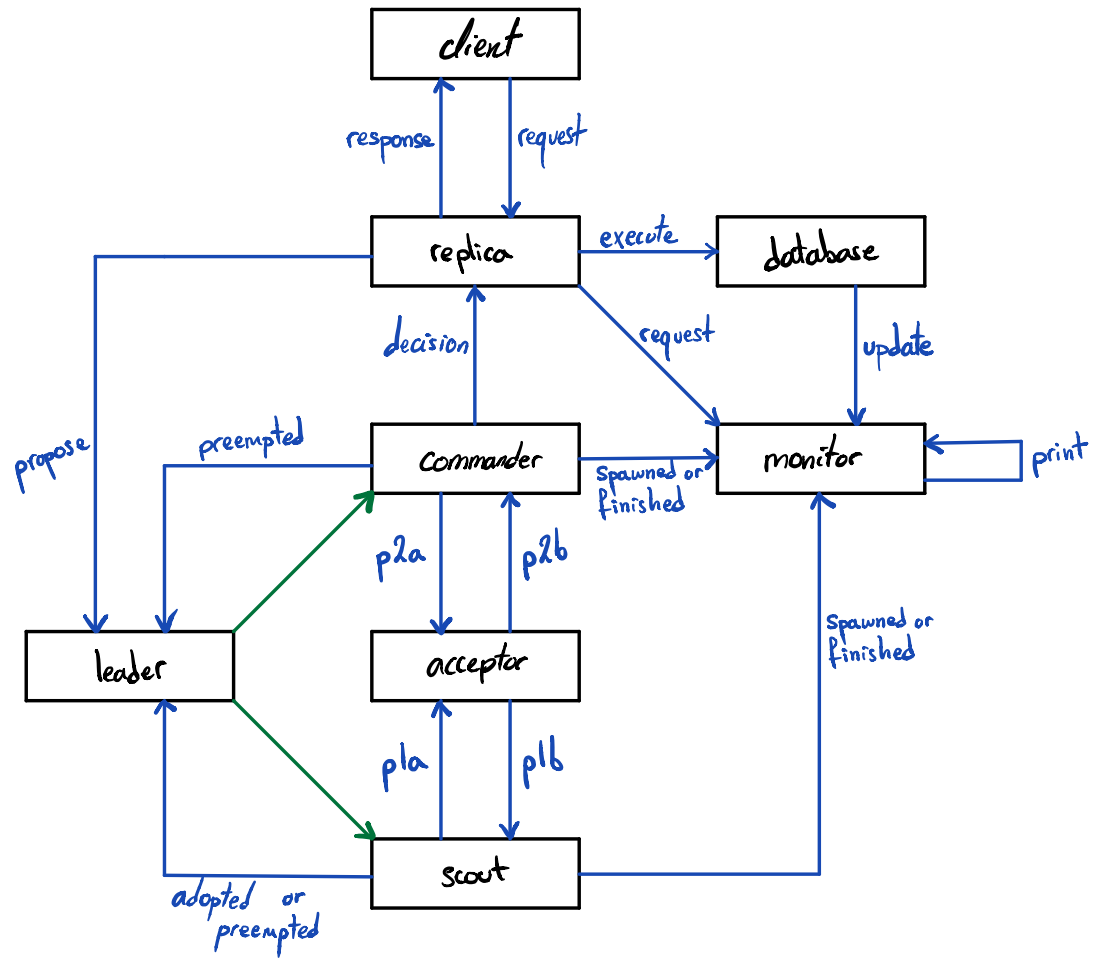 client
response
request
replica
execute
database
decision
request
update
propose
preempted
commander
spawned or
finished
monitor
print
p2a
p2b
leader
acceptor
spawned or
finished
p1a
p1b
scout
adopted or
preempted